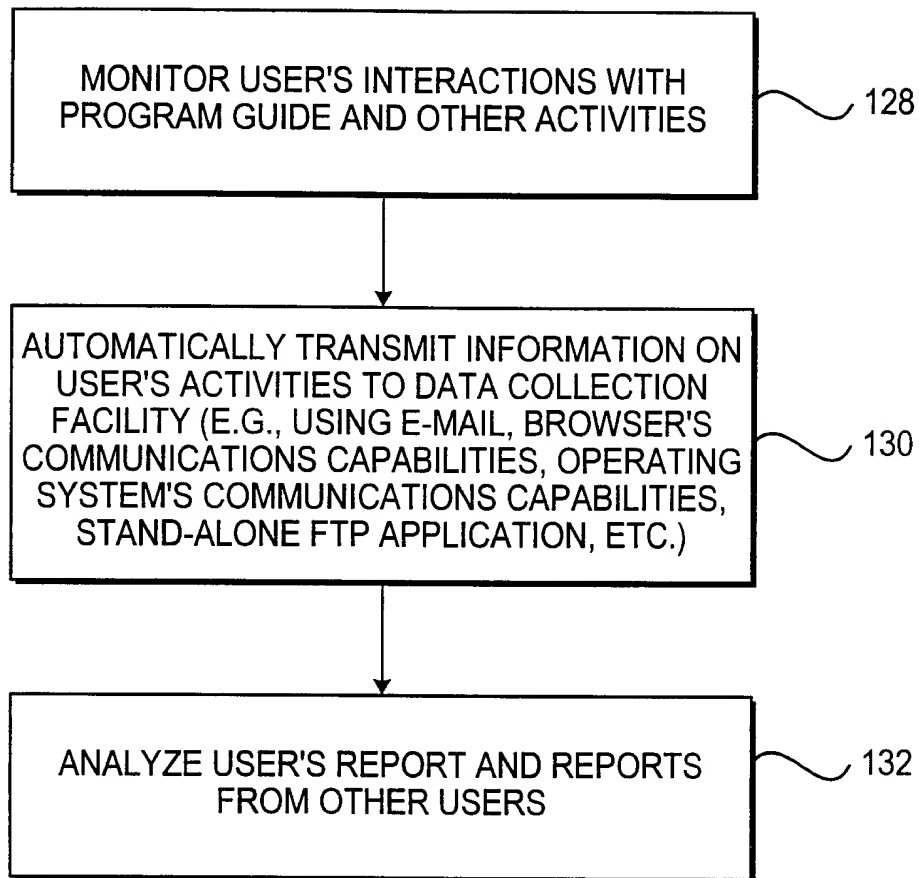 MONITOR USER'S INTERACTIONS WITH
PROGRAM GUIDE AND OTHER ACTIVITIES
128
AUTOMATICALLY TRANSMIT INFORMATION ON
USER'S ACTIVITIES TO DATA COLLECTION
FACILITY (E.G., USING E-MAIL, BROWSER'S
COMMUNICATIONS CAPABILITIES, OPERATING
SYSTEM'S COMMUNICATIONS CAPABILITIES,
STAND-ALONE FTP APPLICATION, ETC.)
130
ANALYZE USER'S REPORT AND REPORTS
FROM OTHER USERS
132